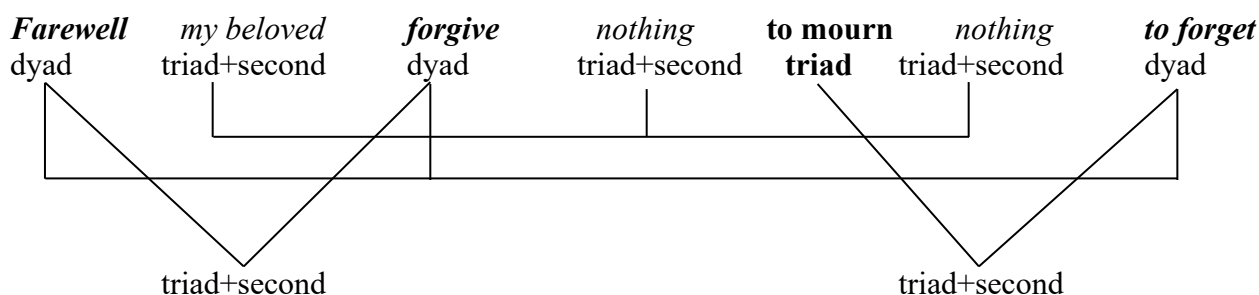 Farewell my beloved forgive nothing to mourn nothing to forget
dyad triad+second dyad triad+second triad triad+second dyad
triad+second triad+second